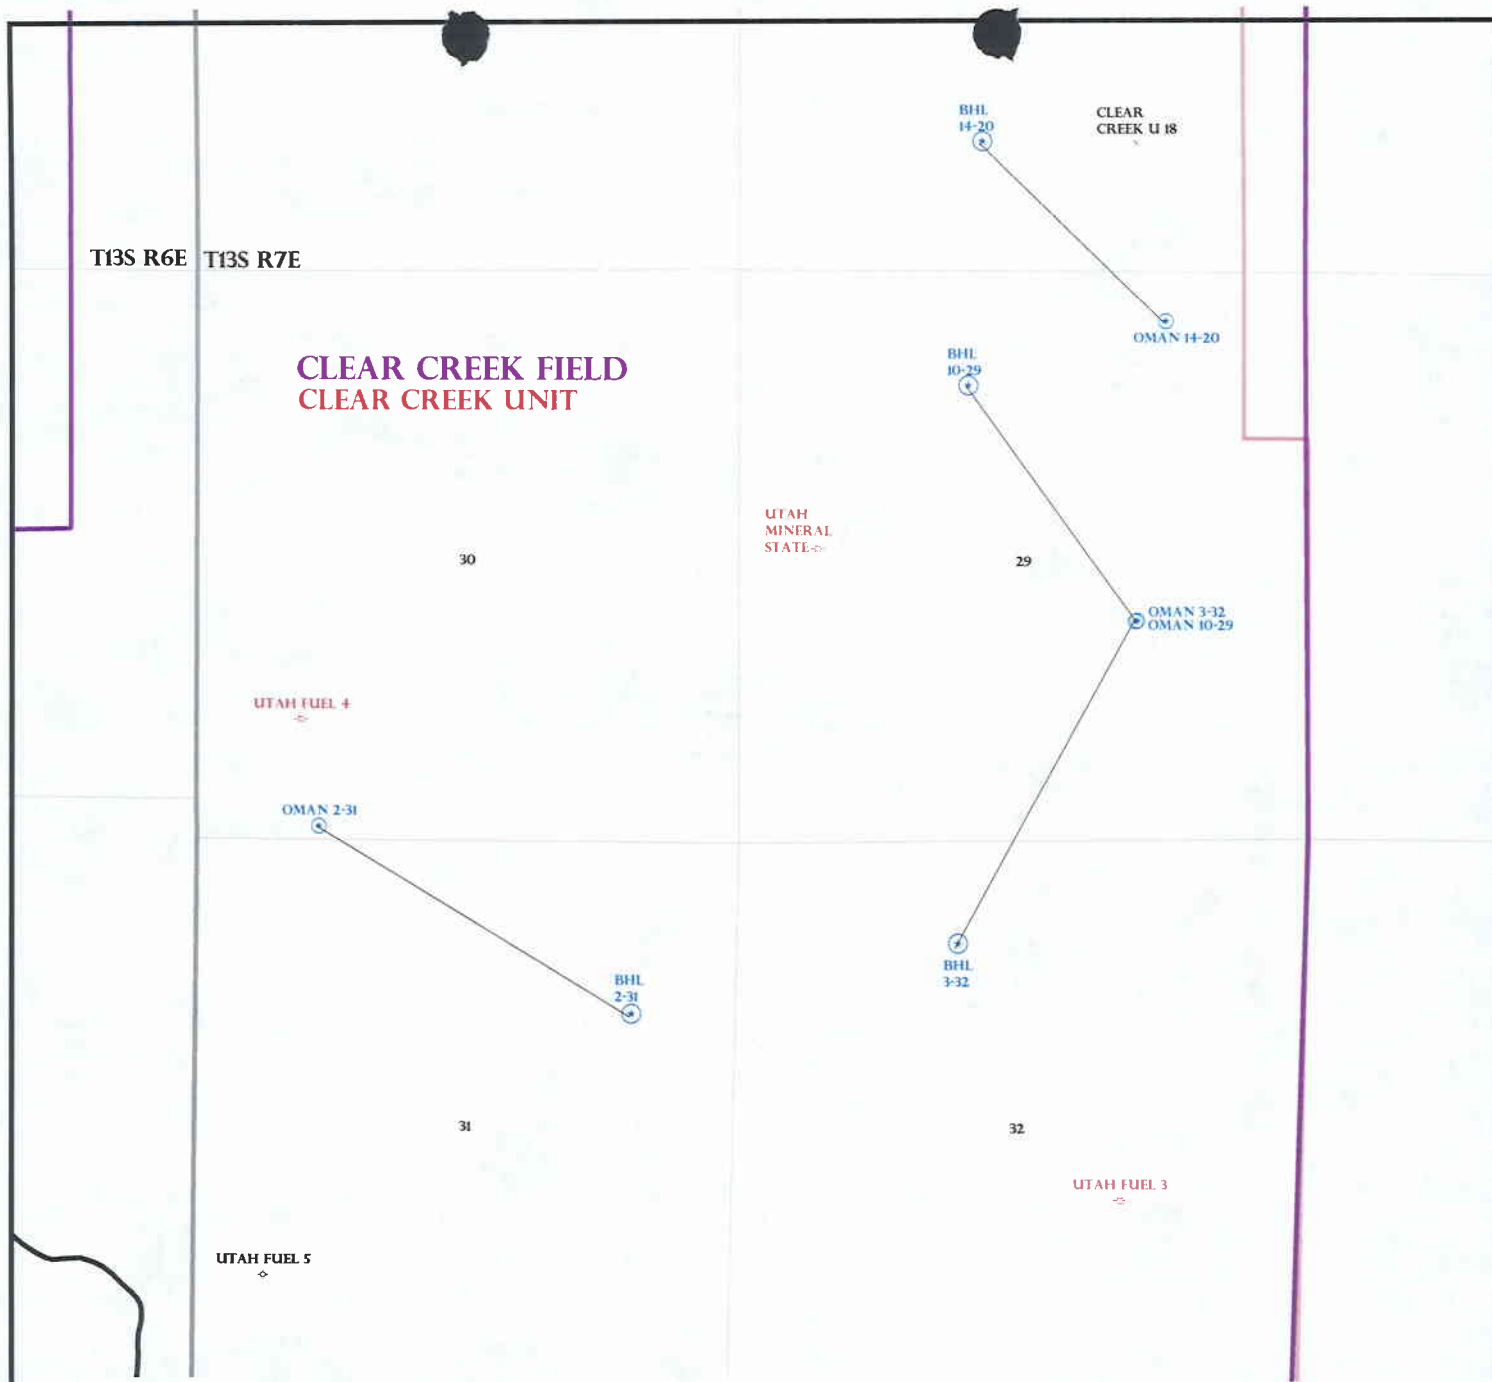 BHL
14-20
CLEAR
CREEK U 18
T13S R6E
T13S R7E
OMAN 14-20
BHL
10-29
CLEAR CREEK FIELD
CLEAR CREEK UNIT
UTAH
MINERAL
STATE
30
29
OMAN 3-32
OMAN 10-29
UTAH FUEL 4
OMAN 2-31
BHL
3-32
BHL
2-31
31
32
UTAH FUEL 3
UTAH FUEL 5